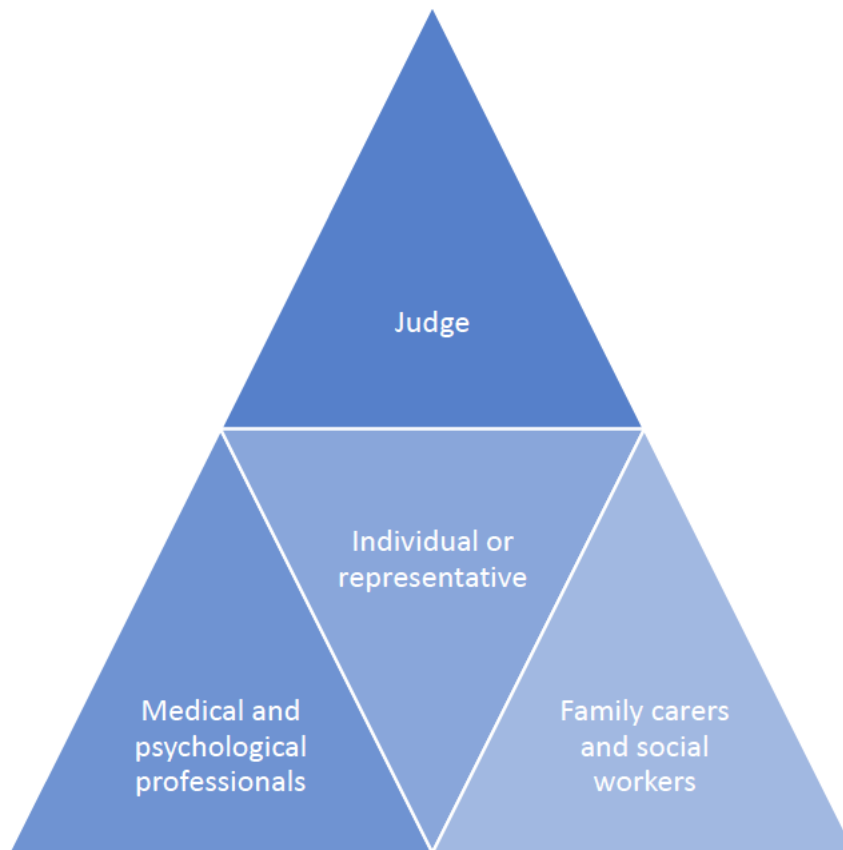 Judge
Individual or
representative
Medical and
psychological
professionals
Family carers
and social
workers